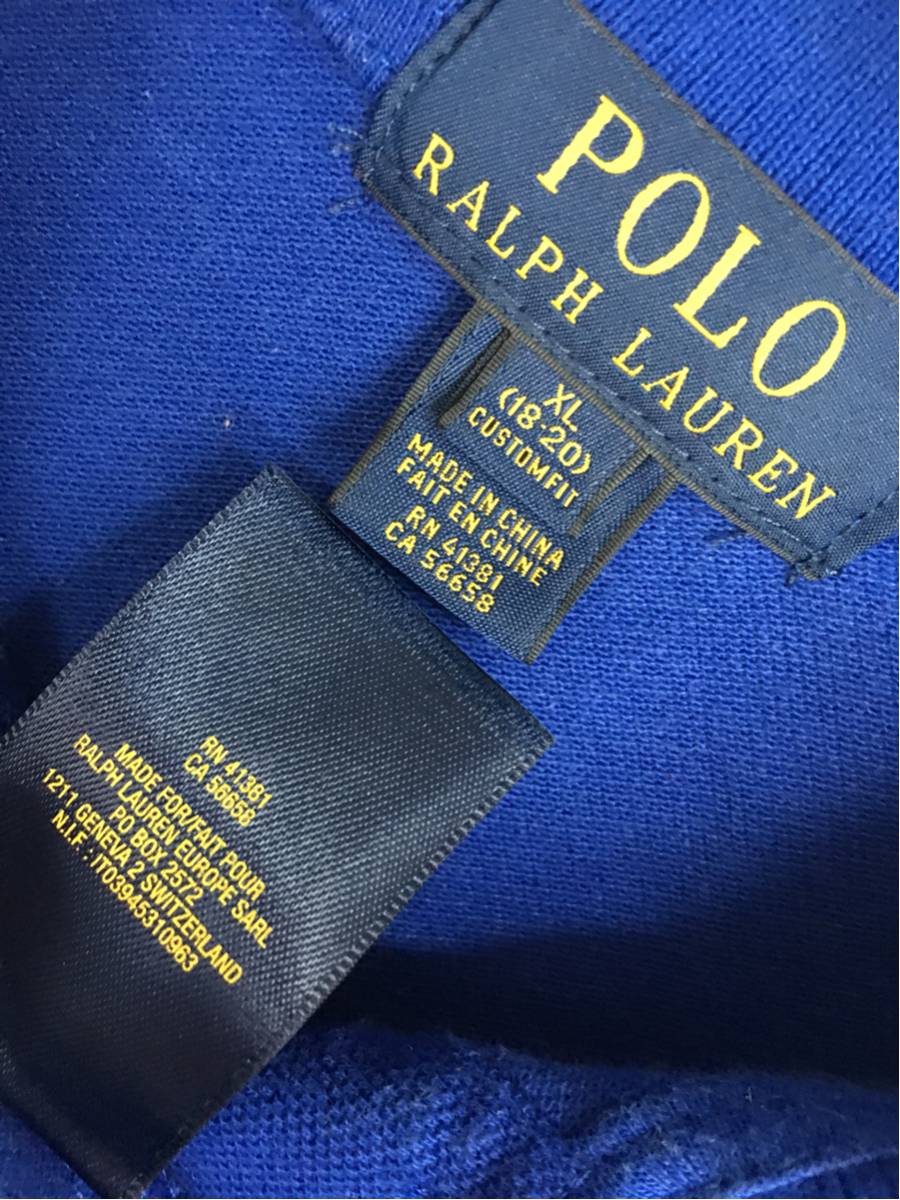 POLO
RALPH LAUREN
XL
(18-20)
CUSTOM FIT
MADE IN CHINA
FAIT EN CHINE
RN 41381
CA 56658
RN 41381
CA 56658
MADE FOR/FAIT POUR
RALPH LAUREN EUROPE SARL
PO BOX 2572
1211 GENEVA 2 SWITZERLAND
N.I.F.: IT03945310963